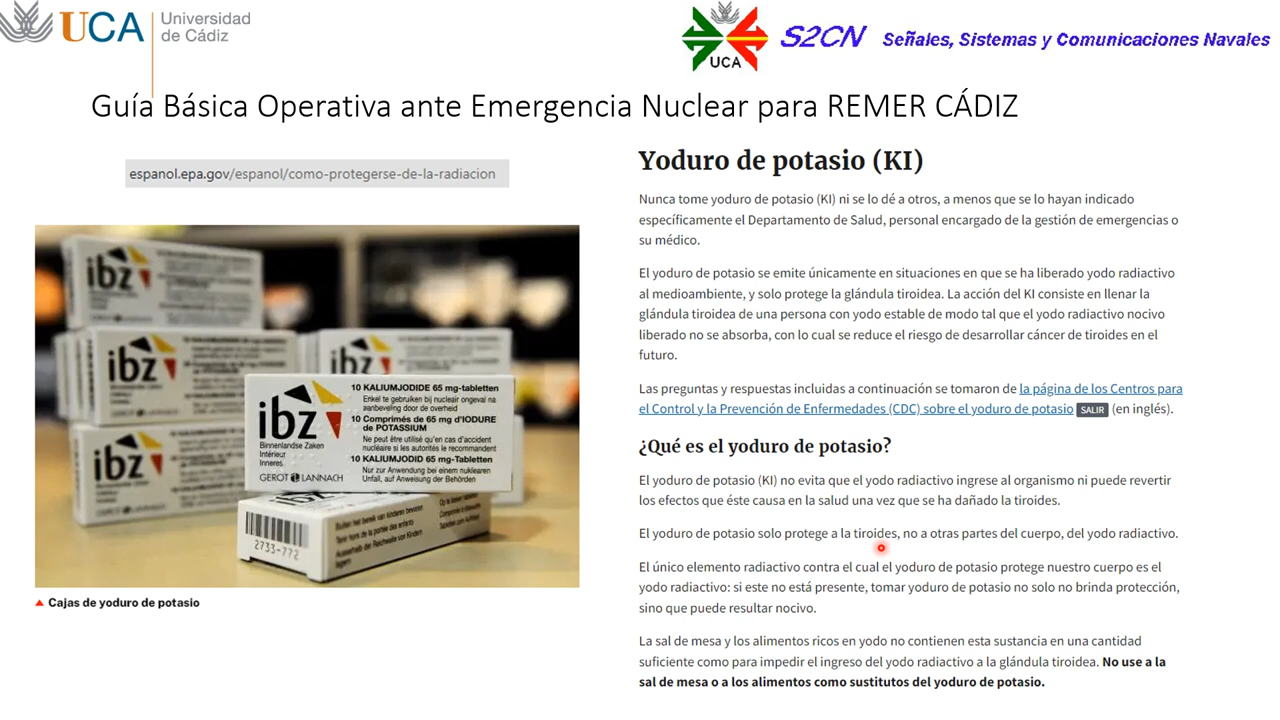 UCA
Universidad
de Cádiz
UCA
S2CN
Señales, Sistemas y Comunicaciones Navales
Guía Básica Operativa ante Emergencia Nuclear para REMER CÁDIZ
espanol.epa.gov/espanol/como-protegerse-de-la-radiacion
ibz
GEROT LANNACH
ibz
ibz
ibz
ibz
Binnenlandse Zaken
Intérieur
Inneres
GEROT LANNACH
10 KALIUMJODIDE 65 mg-tabletten
Enkel te gebruiken bij nucleair ongeval na
aanbeveling door de overheid
10 Comprimés de 65 mg d'IODURE
de POTASSIUM
Ne peut être utilisé qu'en cas d'accident
nucléaire si les autorités le recommandent
10 KALIUMJODID 65 mg-Tabletten
Nur zur Anwendung bei einem nuklearen
Unfall, auf Anweisung der Behörden
2733-772
Buiten het bereik van kinderen bewaren
Tenir hors de la portée des enfants
Cajas de yoduro de potasio
Yoduro de potasio (KI)
Nunca tome yoduro de potasio (KI) ni se lo dé a otros, a menos que se lo hayan indicado
específicamente el Departamento de Salud, personal encargado de la gestión de emergencias o
su médico.
El yoduro de potasio se emite únicamente en situaciones en que se ha liberado yodo radiactivo
al medioambiente, y solo protege la glándula tiroidea. La acción del KI consiste en llenar la
glándula tiroidea de una persona con yodo estable de modo tal que el yodo radiactivo nocivo
liberado no se absorba, con lo cual se reduce el riesgo de desarrollar cáncer de tiroides en el
futuro.
Las preguntas y respuestas incluidas a continuación se tomaron de la página de los Centros para
el Control y la Prevención de Enfermedades (CDC) sobre el yoduro de potasio SALIR (en inglés).
¿Qué es el yoduro de potasio?
El yoduro de potasio (KI) no evita que el yodo radiactivo ingrese al organismo ni puede revertir
los efectos que éste causa en la salud una vez que se ha dañado la tiroides.
El yoduro de potasio solo protege a la tiroides, no a otras partes del cuerpo, del yodo radiactivo.
El único elemento radiactivo contra el cual el yoduro de potasio protege nuestro cuerpo es el
yodo radiactivo: si este no está presente, tomar yoduro de potasio no solo no brinda protección,
sino que puede resultar nocivo.
La sal de mesa y los alimentos ricos en yodo no contienen esta sustancia en una cantidad
suficiente como para impedir el ingreso del yodo radiactivo a la glándula tiroidea. No use a la
sal de mesa o a los alimentos como sustitutos del yoduro de potasio.